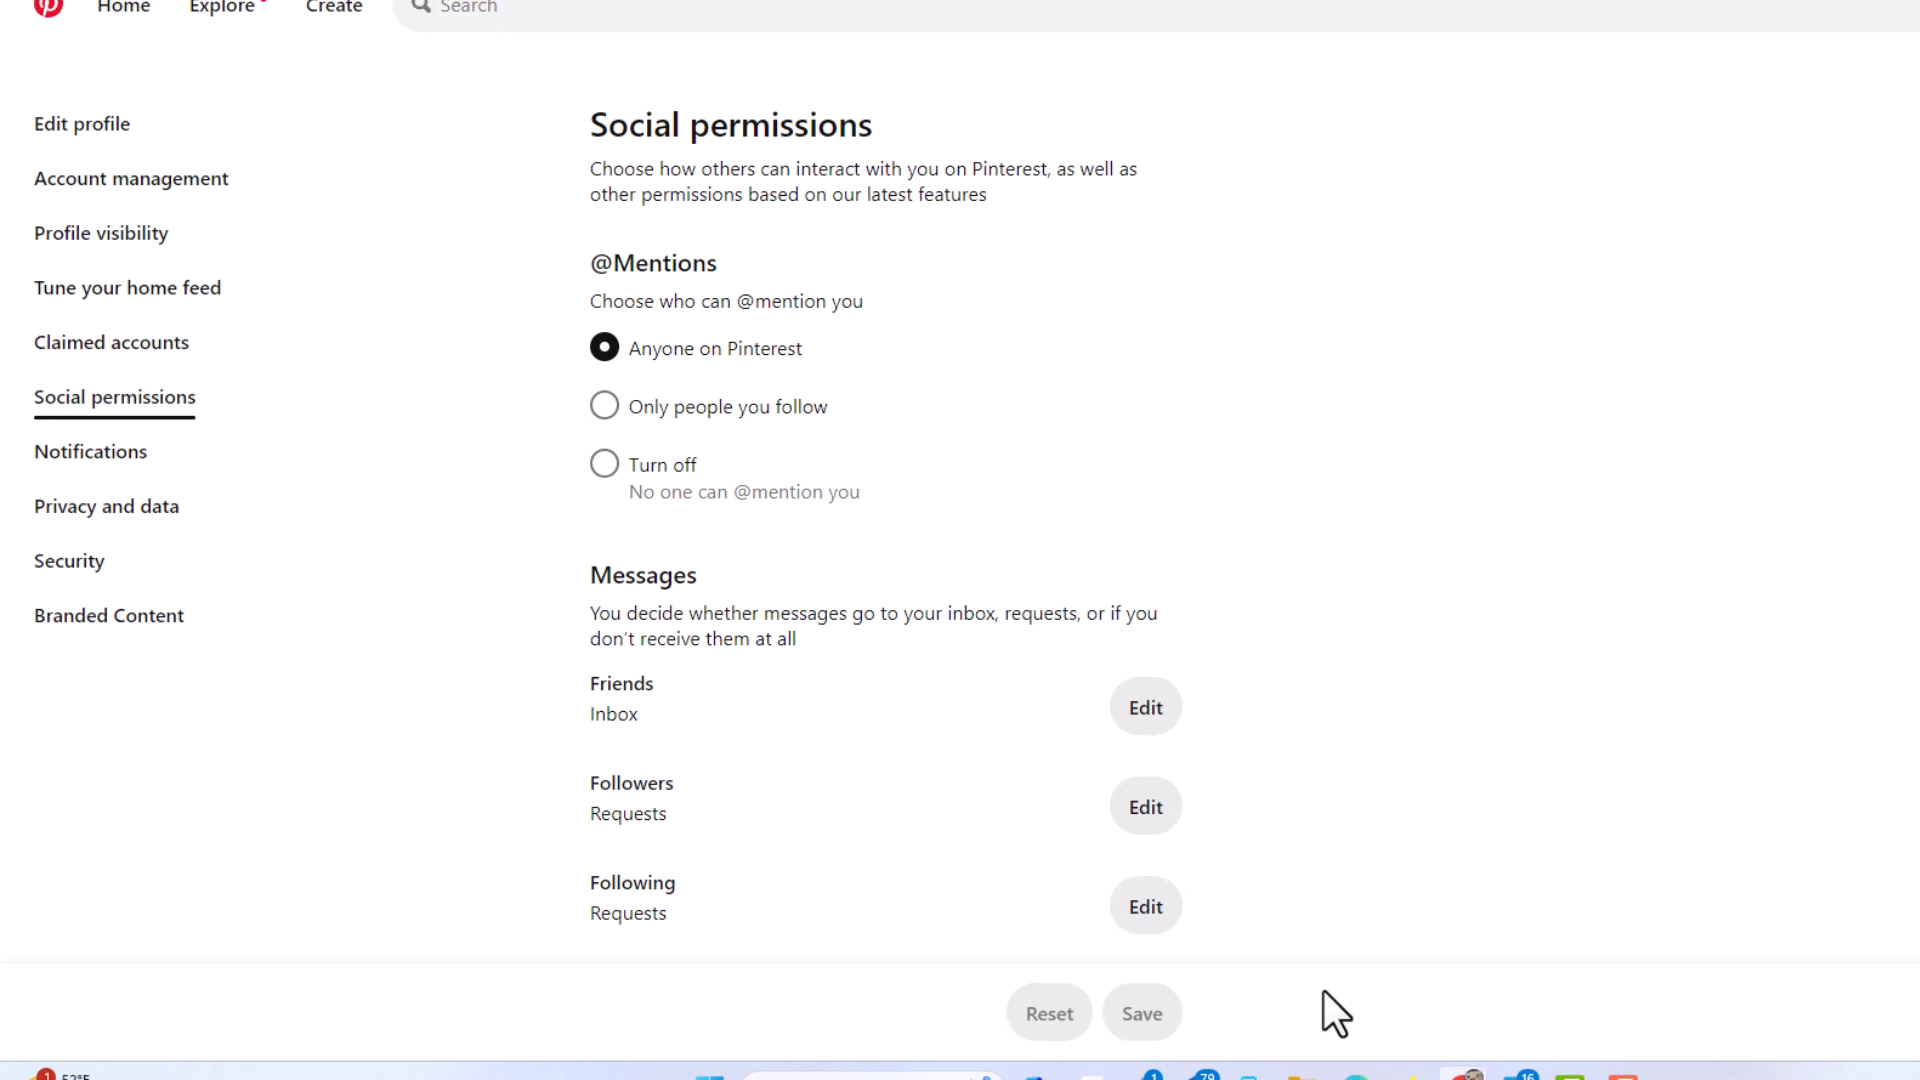 Home Explore Create Search
Edit profile
Account management
Profile visibility
Tune your home feed
Claimed accounts
Social permissions
Notifications
Privacy and data
Security
Branded Content
Social permissions
Choose how others can interact with you on Pinterest, as well as
other permissions based on our latest features
@Mentions
Choose who can @mention you
Anyone on Pinterest
Only people you follow
Turn off
No one can @mention you
Messages
You decide whether messages go to your inbox, requests, or if you
don’t receive them at all
Friends
Inbox
Edit
Followers
Requests
Edit
Following
Requests
Edit
Reset Save
1 52°F 1 79 16